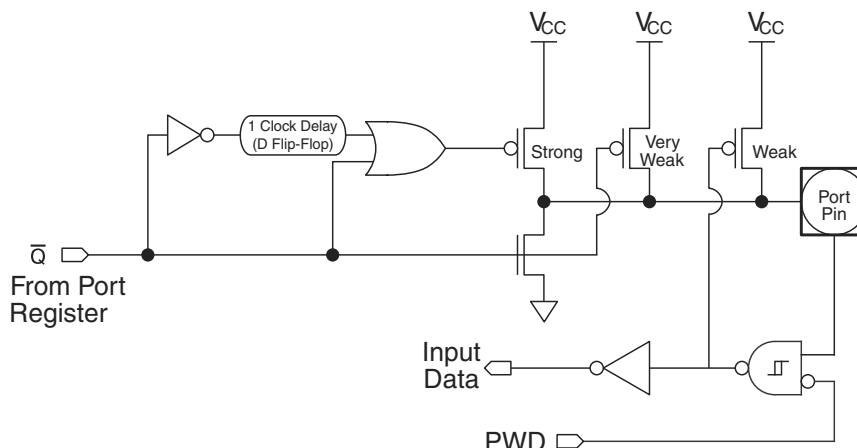 VCC
VCC
VCC
1 Clock Delay
(D Flip-Flop)
Strong
Very
Weak
Weak
Port
Pin
Q
From Port
Register
Input
Data
PWD